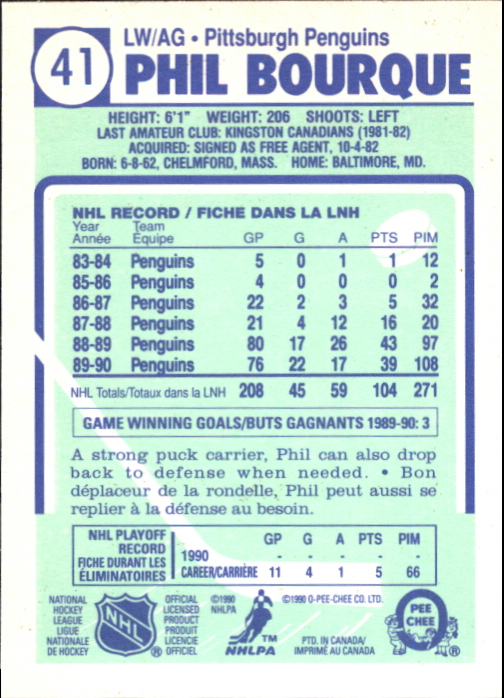 41
LW/AG • Pittsburgh Penguins
PHIL BOURQUE
HEIGHT: 6'1" WEIGHT: 206 SHOOTS: LEFT
LAST AMATEUR CLUB: KINGSTON CANADIANS (1981-82)
ACQUIRED: SIGNED AS FREE AGENT, 10-4-82
BORN: 6-8-62, CHELMFORD, MASS. HOME: BALTIMORE, MD.
NHL RECORD / FICHE DANS LA LNH
Year Team
Année Équipe GP G A PTS PIM
83-84 Penguins 5 0 1 1 12
85-86 Penguins 4 0 0 0 2
86-87 Penguins 22 2 3 5 32
87-88 Penguins 21 4 12 16 20
88-89 Penguins 80 17 26 43 97
89-90 Penguins 76 22 17 39 108
NHL Totals/Totaux dans la LNH 208 45 59 104 271
GAME WINNING GOALS/BUTS GAGNANTS 1989-90: 3
A strong puck carrier, Phil can also drop
back to defense when needed. • Bon
déplaceur de la rondelle, Phil peut aussi se
replier à la défense au besoin.
NHL PLAYOFF
RECORD
FICHE DURANT LES
ÉLIMINATOIRES
GP G A PTS PIM
1990 - - - - -
CAREER/CARRIÈRE 11 4 1 5 66
NATIONAL
HOCKEY
LEAGUE
LIGUE
NATIONALE
DE HOCKEY
NHL
®
OFFICIAL
LICENSED
PRODUCT
PRODUIT
LICENCIE
OFFICIEL
©1990
NHLPA
TM
NHLPA
©1990 O-PEE-CHEE CO. LTD.
PTD. IN CANADA/
IMPRIMÉ AU CANADA
O
PEE
CHEE
®